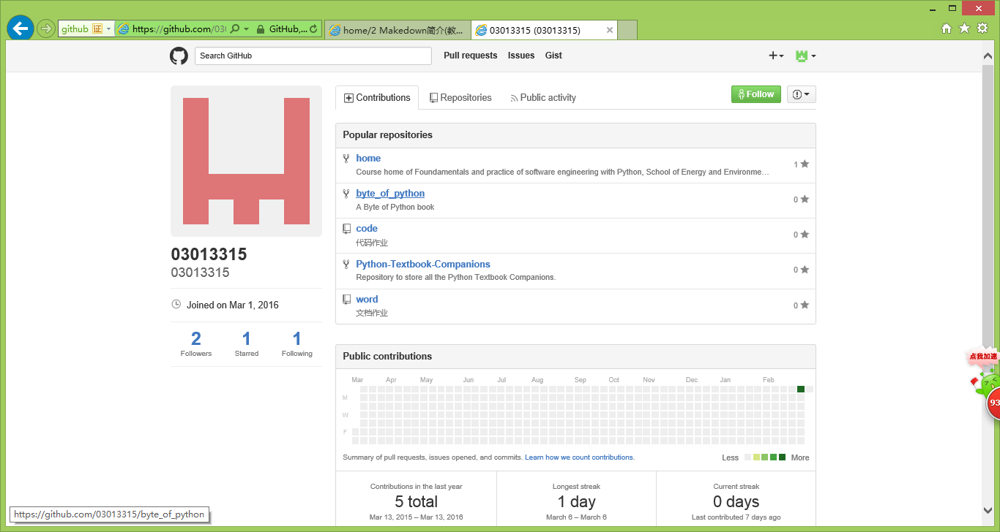 github 证
https://github.com/03
GitHub,...
home/2 Makedown简介(教...
03013315 (03013315)
Search GitHub
Pull requests
Issues
Gist
Contributions
Repositories
Public activity
Follow
Popular repositories
home
Course home of Foundamentals and practice of software engineering with Python, School of Energy and Environme…
1
byte_of_python
A Byte of Python book
0
code
代码作业
0
Python-Textbook-Companions
Repository to store all the Python Textbook Companions.
0
word
文档作业
0
03013315
03013315
Joined on Mar 1, 2016
2 1 1
Followers Starred Following
Public contributions
Mar Apr May Jun Jul Aug Sep Oct Nov Dec Jan Feb
M
W
F
Summary of pull requests, issues opened, and commits. Learn how we count contributions.
Less More
Contributions in the last year
5 total
Mar 13, 2015 – Mar 13, 2016
Longest streak
1 day
March 6 – March 6
Current streak
0 days
Last contributed 7 days ago
点我加速
93
https://github.com/03013315/byte_of_python